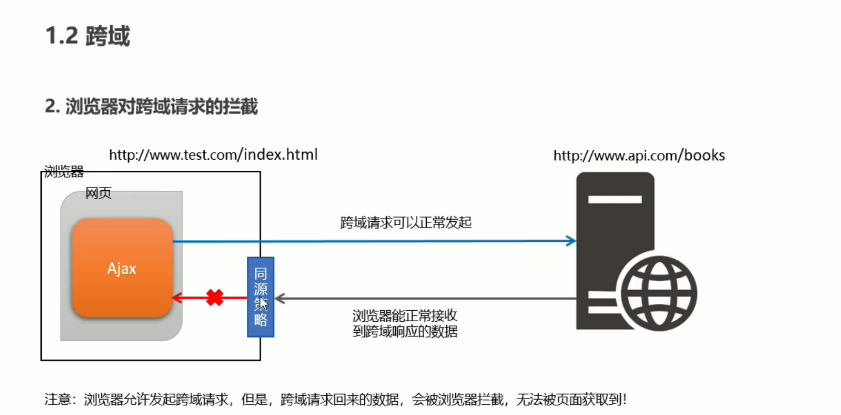 1.2 跨域
2. 浏览器对跨域请求的拦截
http://www.test.com/index.html
http://www.api.com/books
浏览器
网页
跨域请求可以正常发起
Ajax
同
源
策
略
浏览器能正常接收
到跨域响应的数据
注意：浏览器允许发起跨域请求，但是，跨域请求回来的数据，会被浏览器拦截，无法被页面获取到！